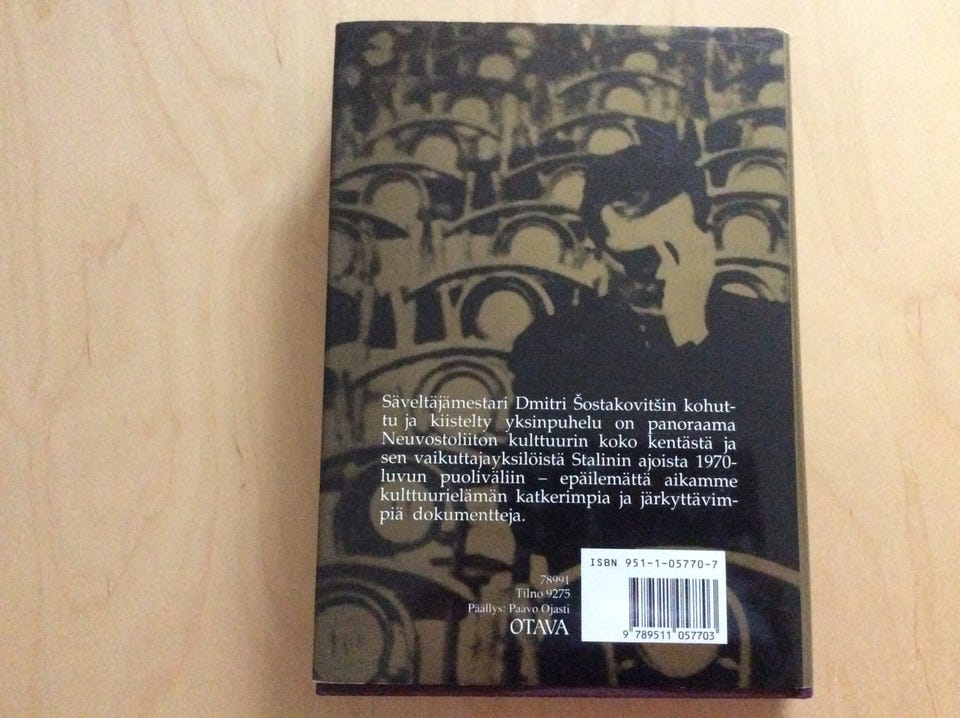 Säveltäjämestari Dmitri Šostakovitšin kohut-
tu ja kiistelty yksinpuhelu on panoraama
Neuvostoliiton kulttuurin koko kentästä ja
sen vaikuttajayksilöistä Stalinin ajoista 1970-
luvun puoliväliin – epäilemättä aikamme
kulttuurielämän katkerimpia ja järkyttävim-
piä dokumentteja.
78991
Tilno 9275
Päällys: Paavo Ojasti
OTAVA
ISBN 951-1-05770-7
9 789511 057703